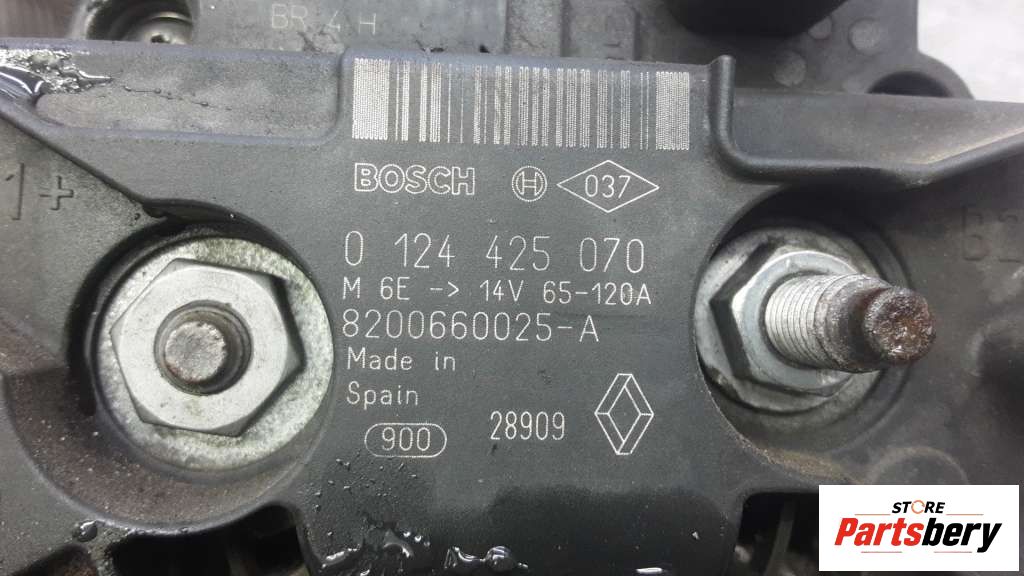 BR 4 H
1+
BOSCH H 037
0 124 425 070
M 6E -> 14V 65-120A
8200660025-A
Made in
Spain
900 28909
STORE
Partsbery